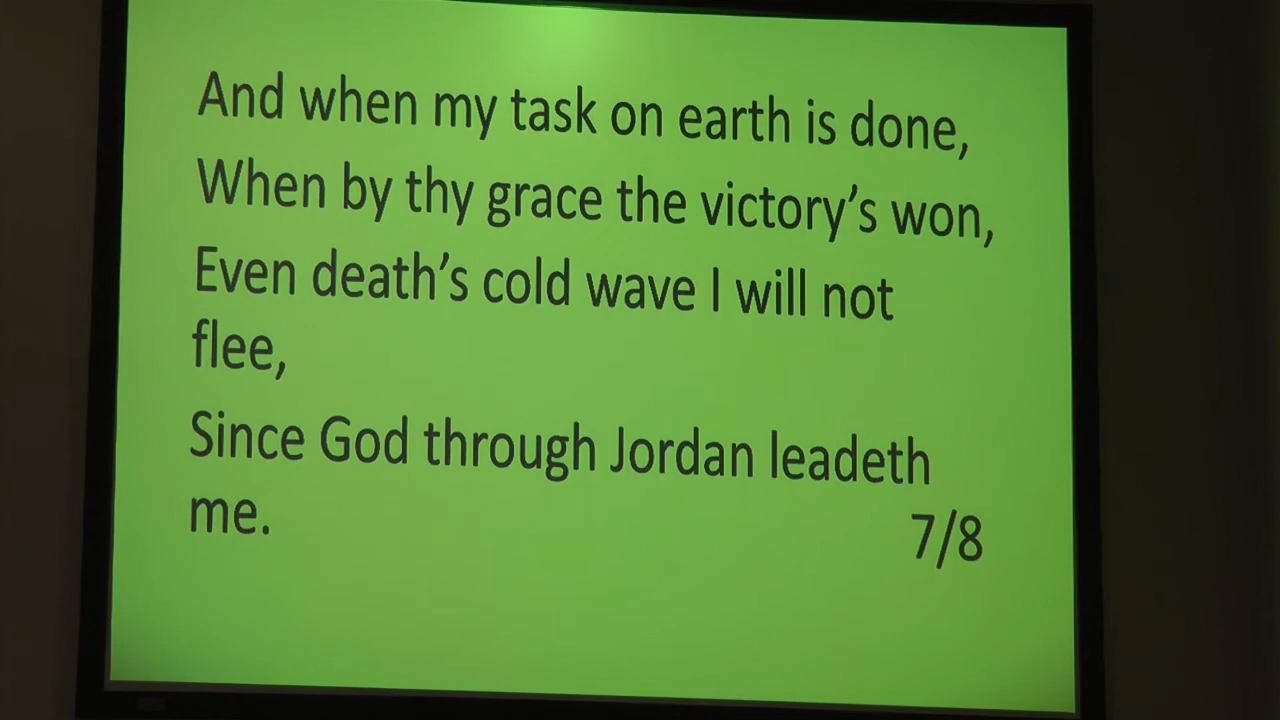 And when my task on earth is done,
When by thy grace the victory’s won,
Even death’s cold wave I will not
flee,
Since God through Jordan leadeth
me.
7/8